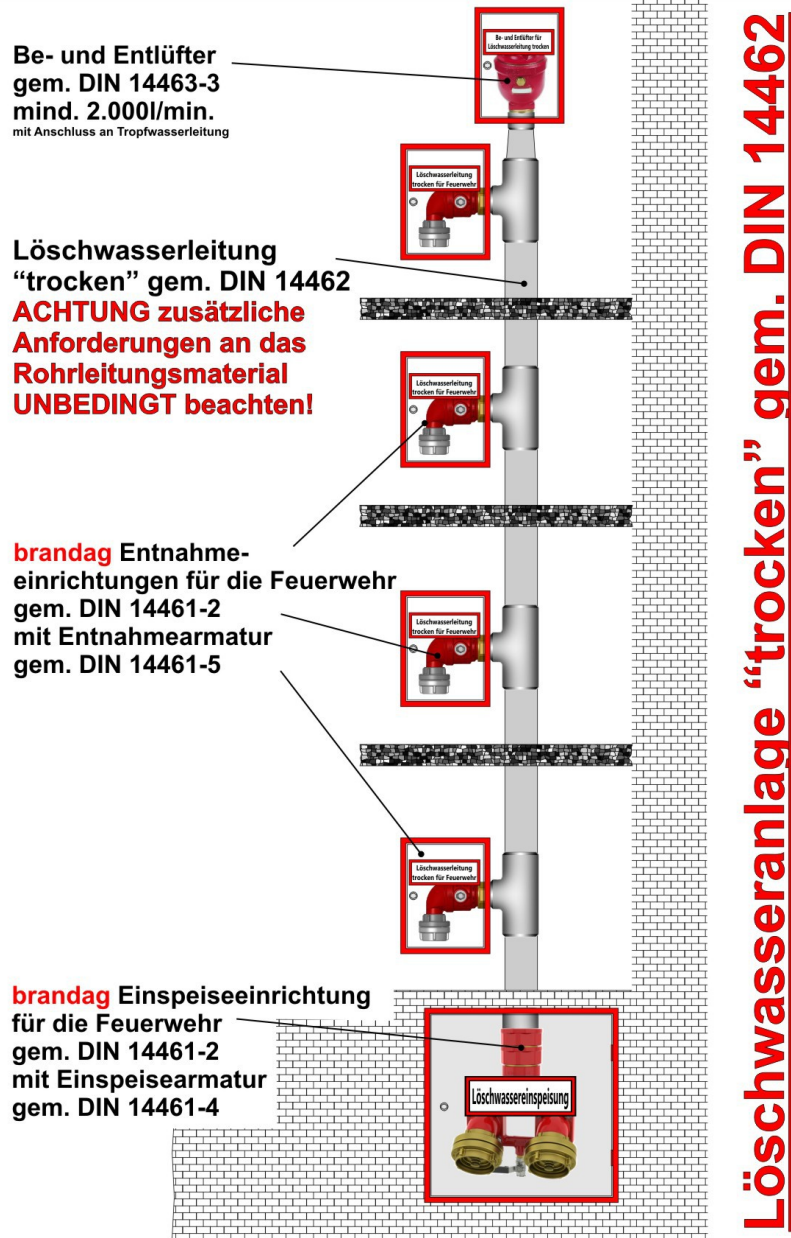 Be- und Entlüfter
gem. DIN 14463-3
mind. 2.000l/min.
mit Anschluss an Tropfwasserleitung
Be- und Entlüfter für
Löschwasserleitung trocken
Löschwasserleitung
trocken für Feuerwehr
Löschwasserleitung
“trocken” gem. DIN 14462
ACHTUNG zusätzliche
Anforderungen an das
Rohrleitungsmaterial
UNBEDINGT beachten!
Löschwasserleitung
trocken für Feuerwehr
brandag Entnahme-
einrichtungen für die Feuerwehr
gem. DIN 14461-2
mit Entnahmearmatur
gem. DIN 14461-5
Löschwasserleitung
trocken für Feuerwehr
Löschwasserleitung
trocken für Feuerwehr
brandag Einspeiseeinrichtung
für die Feuerwehr
gem. DIN 14461-2
mit Einspeisearmatur
gem. DIN 14461-4
Löschwassereinspeisung
Löschwasseranlage “trocken” gem. DIN 14462